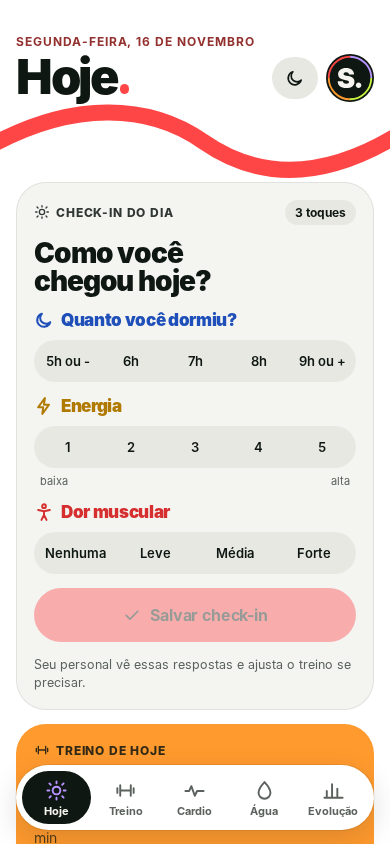 SEGUNDA-FEIRA, 16 DE NOVEMBRO
Hoje.
S.
CHECK-IN DO DIA
3 toques
Como você
chegou hoje?
Quanto você dormiu?
5h ou - 6h 7h 8h 9h ou +
Energia
1 2 3 4 5
baixa alta
Dor muscular
Nenhuma Leve Média Forte
Salvar check-in
Seu personal vê essas respostas e ajusta o treino se
precisar.
TREINO DE HOJE
Hoje Treino Cardio Água Evolução
min